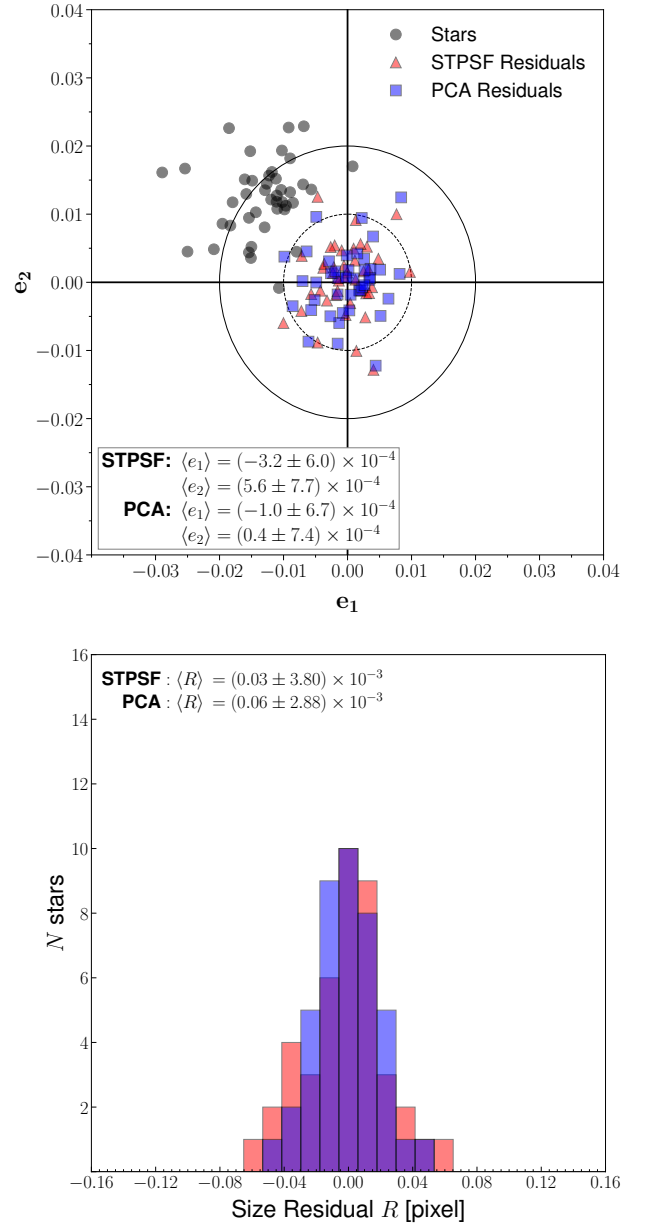 Stars
STPSF Residuals
PCA Residuals
0.04
0.03
0.02
0.01
0.00
−0.01
−0.02
−0.03
−0.04
e₂
STPSF: ⟨e₁⟩ = (−3.2 ± 6.0) × 10⁻⁴
⟨e₂⟩ = (5.6 ± 7.7) × 10⁻⁴
PCA: ⟨e₁⟩ = (−1.0 ± 6.7) × 10⁻⁴
⟨e₂⟩ = (0.4 ± 7.4) × 10⁻⁴
−0.03 −0.02 −0.01 0.00 0.01 0.02 0.03 0.04
e₁
STPSF : ⟨R⟩ = (0.03 ± 3.80) × 10⁻³
PCA : ⟨R⟩ = (0.06 ± 2.88) × 10⁻³
16
14
12
10
8
6
4
2
N stars
−0.16 −0.12 −0.08 −0.04 0.00 0.04 0.08 0.12 0.16
Size Residual R [pixel]